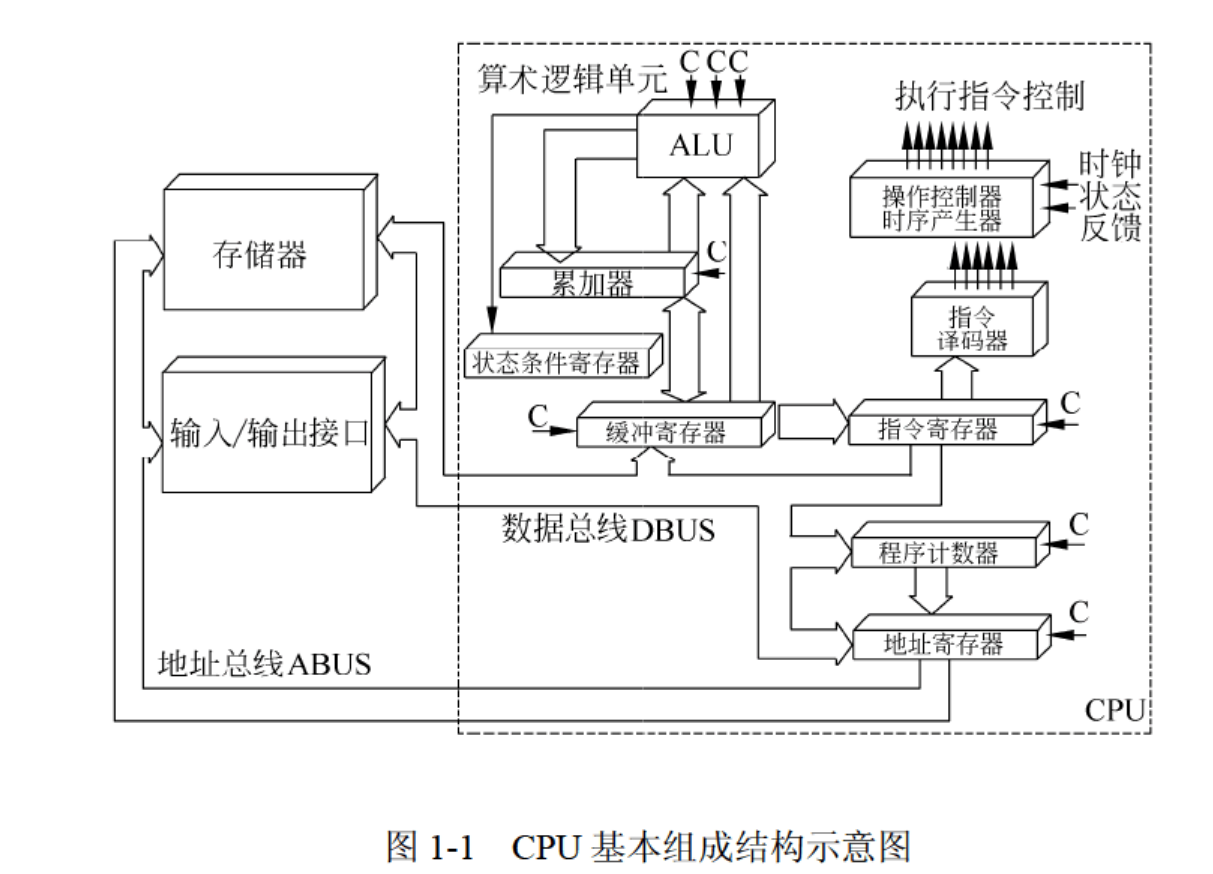 算术逻辑单元
C C C
ALU
执行指令控制
操作控制器
时序产生器
时钟
状态
反馈
存储器
累加器
C
指令
译码器
状态条件寄存器
输入/输出接口
C
缓冲寄存器
指令寄存器
C
数据总线DBUS
程序计数器
C
地址寄存器
C
地址总线ABUS
CPU
图 1-1 CPU 基本组成结构示意图